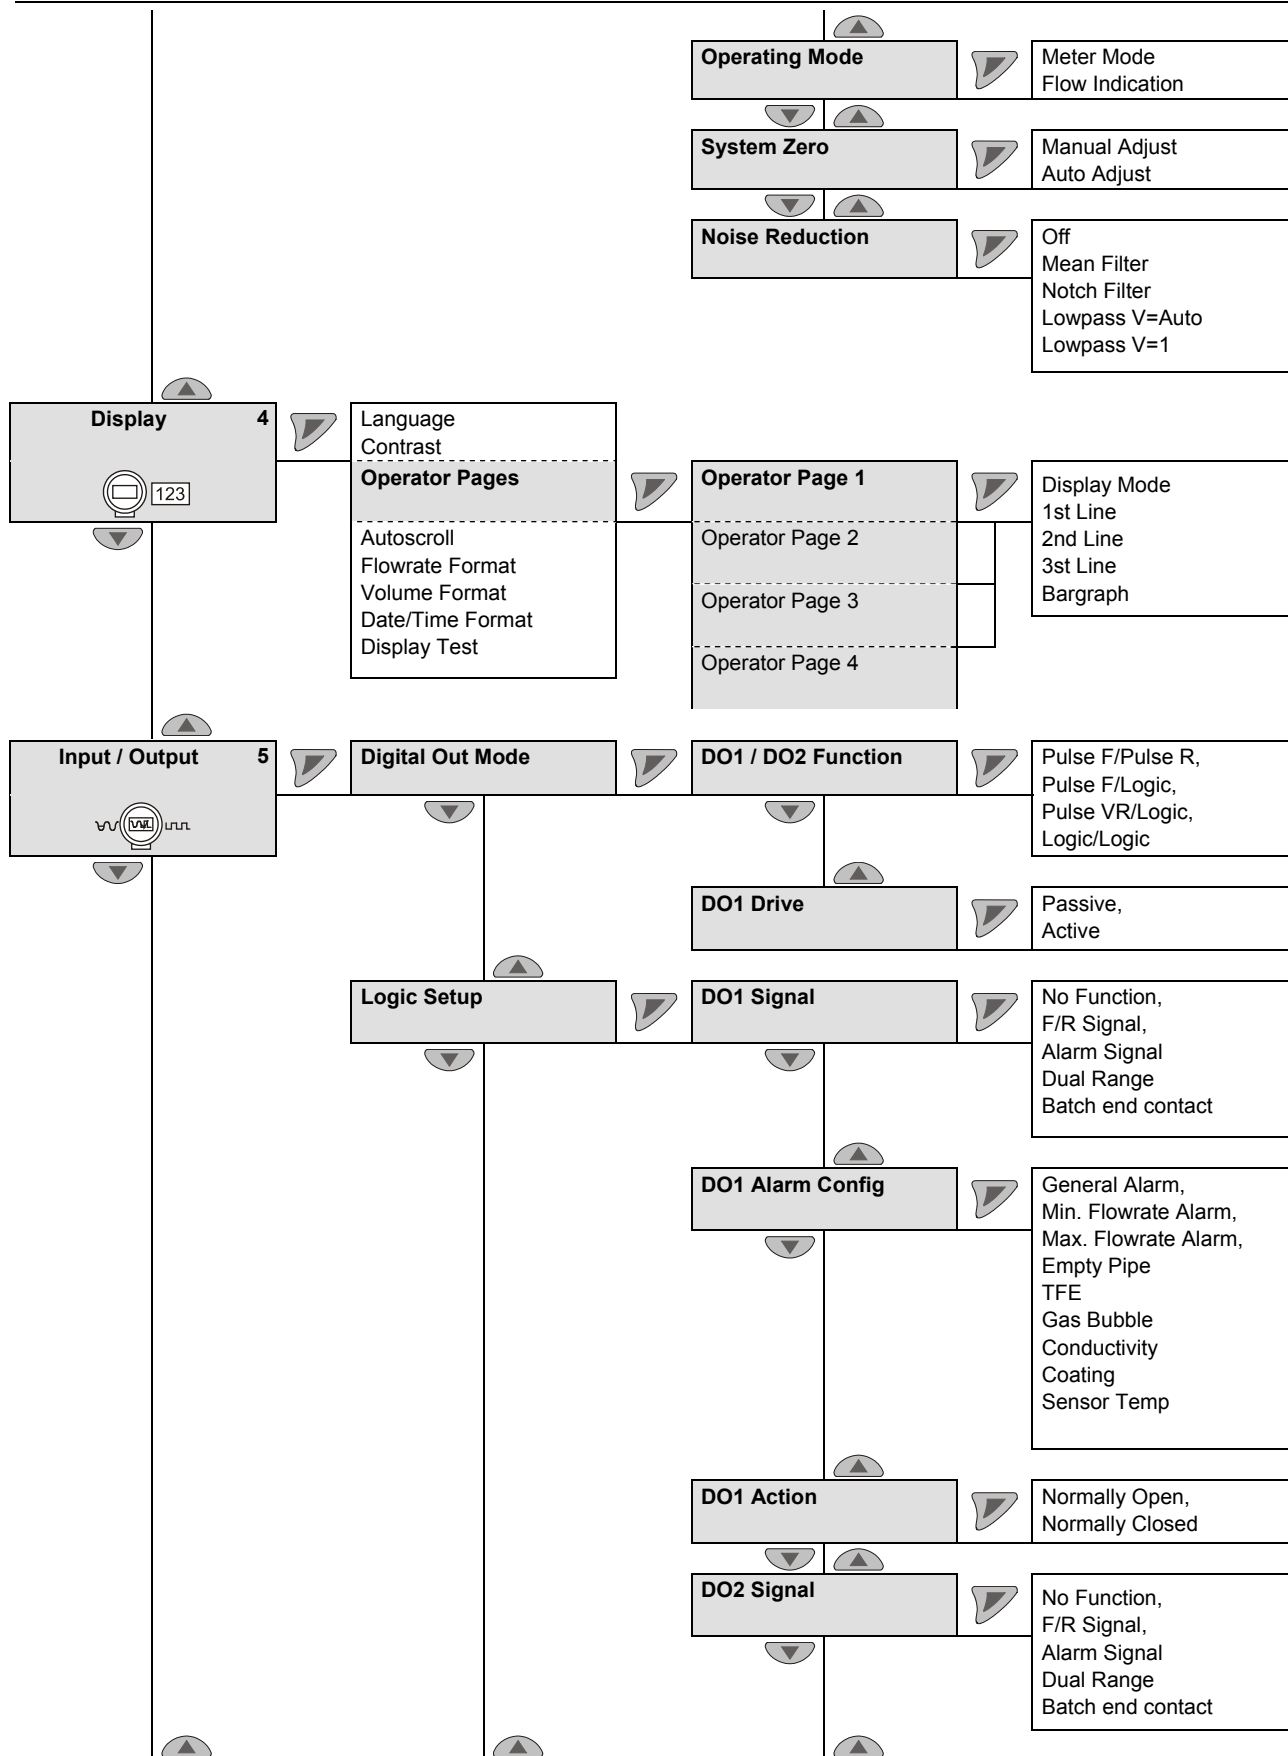 Operating Mode
Meter Mode
Flow Indication
System Zero
Manual Adjust
Auto Adjust
Noise Reduction
Off
Mean Filter
Notch Filter
Lowpass V=Auto
Lowpass V=1
Display 4
123
Language
Contrast
Operator Pages
Autoscroll
Flowrate Format
Volume Format
Date/Time Format
Display Test
Operator Page 1
Operator Page 2
Operator Page 3
Operator Page 4
Display Mode
1st Line
2nd Line
3st Line
Bargraph
Input / Output 5
Digital Out Mode
DO1 / DO2 Function
Pulse F/Pulse R,
Pulse F/Logic,
Pulse VR/Logic,
Logic/Logic
DO1 Drive
Passive,
Active
Logic Setup
DO1 Signal
No Function,
F/R Signal,
Alarm Signal
Dual Range
Batch end contact
DO1 Alarm Config
General Alarm,
Min. Flowrate Alarm,
Max. Flowrate Alarm,
Empty Pipe
TFE
Gas Bubble
Conductivity
Coating
Sensor Temp
DO1 Action
Normally Open,
Normally Closed
DO2 Signal
No Function,
F/R Signal,
Alarm Signal
Dual Range
Batch end contact